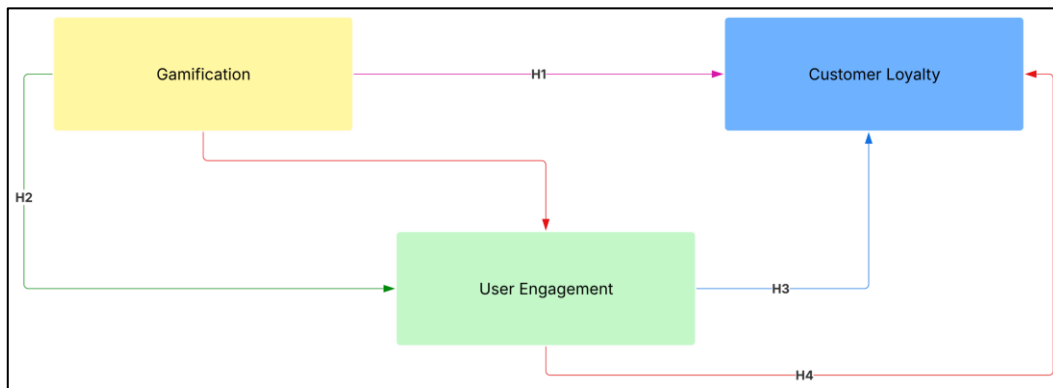 Gamification
H1
Customer Loyalty
H2
User Engagement
H3
H4